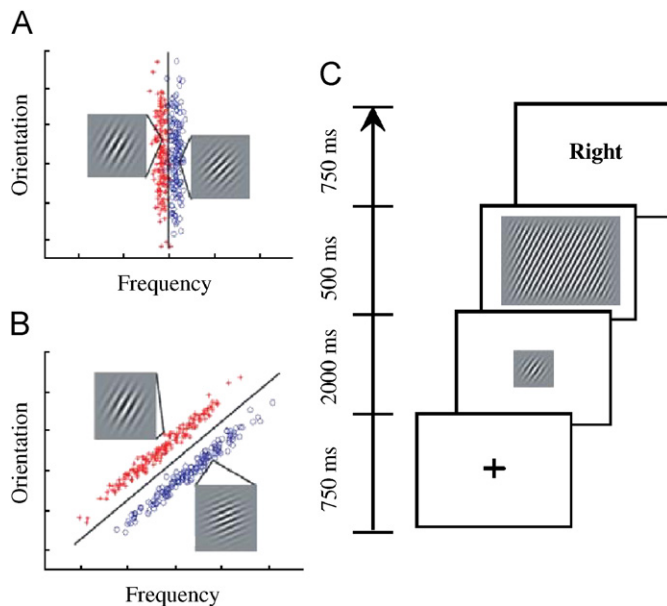 A
Orientation
Frequency
B
Orientation
Frequency
C
750 ms
500 ms
2000 ms
750 ms
Right